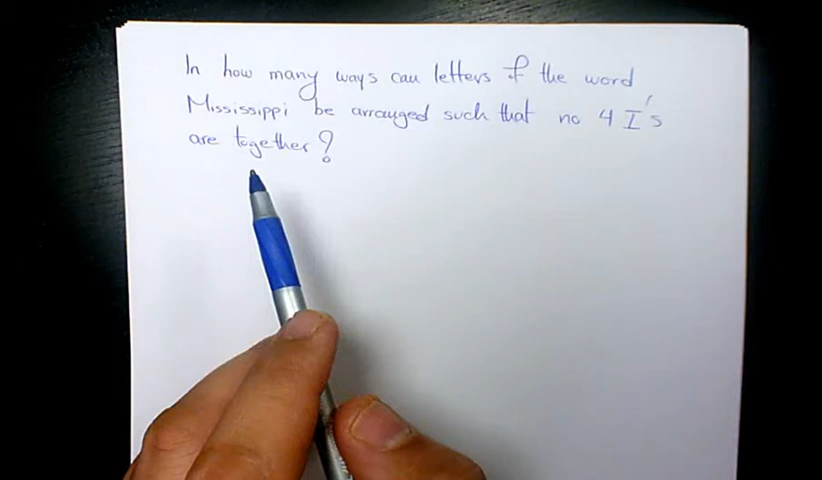 In how many ways can letters of the word
Mississippi be arranged such that no 4 I's
are together?